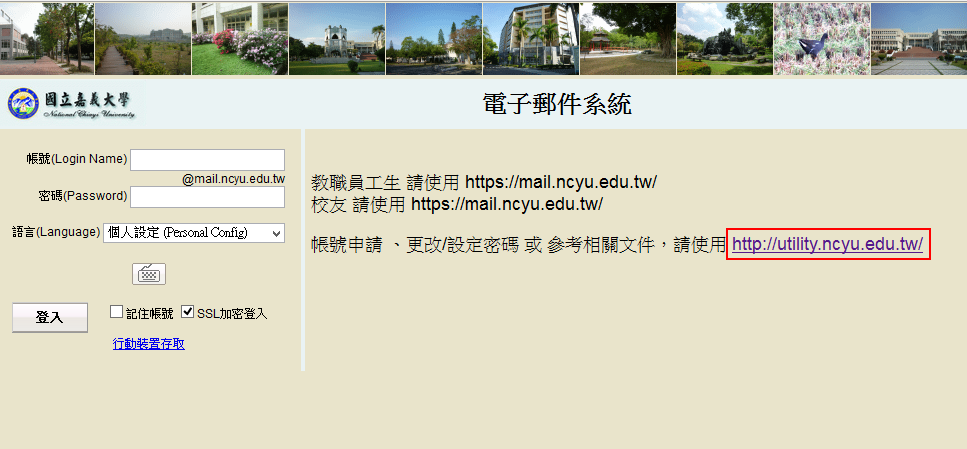 國立嘉義大學
National Chiayi University
電子郵件系統
帳號(Login Name)
@mail.ncyu.edu.tw
密碼(Password)
語言(Language) 個人設定 (Personal Config)
登入 記住帳號 SSL加密登入
行動裝置存取
教職員工生 請使用 https://mail.ncyu.edu.tw/
校友 請使用 https://mail.ncyu.edu.tw/
帳號申請 、更改/設定密碼 或 參考相關文件，請使用 http://utility.ncyu.edu.tw/